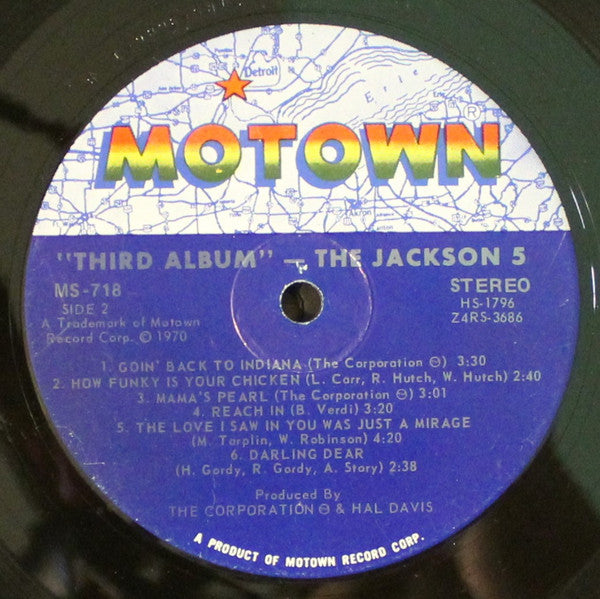 Detroit
Erie
MOTOWN®
Akron
"THIRD ALBUM" — THE JACKSON 5
MS-718
STEREO
SIDE 2
HS-1796
A Trademark of Motown
Z4RS-3686
Record Corp. © 1970
1. GOIN' BACK TO INDIANA (The Corporation ⊖) 3:30
2. HOW FUNKY IS YOUR CHICKEN (L. Carr, R. Hutch, W. Hutch) 2:40
3. MAMA'S PEARL (The Corporation ⊖) 3:01
4. REACH IN (B. Verdi) 3:20
5. THE LOVE I SAW IN YOU WAS JUST A MIRAGE
(M. Tarplin, W. Robinson) 4:20
6. DARLING DEAR
(H. Gordy, R. Gordy, A. Story) 2:38
Produced By
THE CORPORATION ⊖ & HAL DAVIS
A PRODUCT OF MOTOWN RECORD CORP.